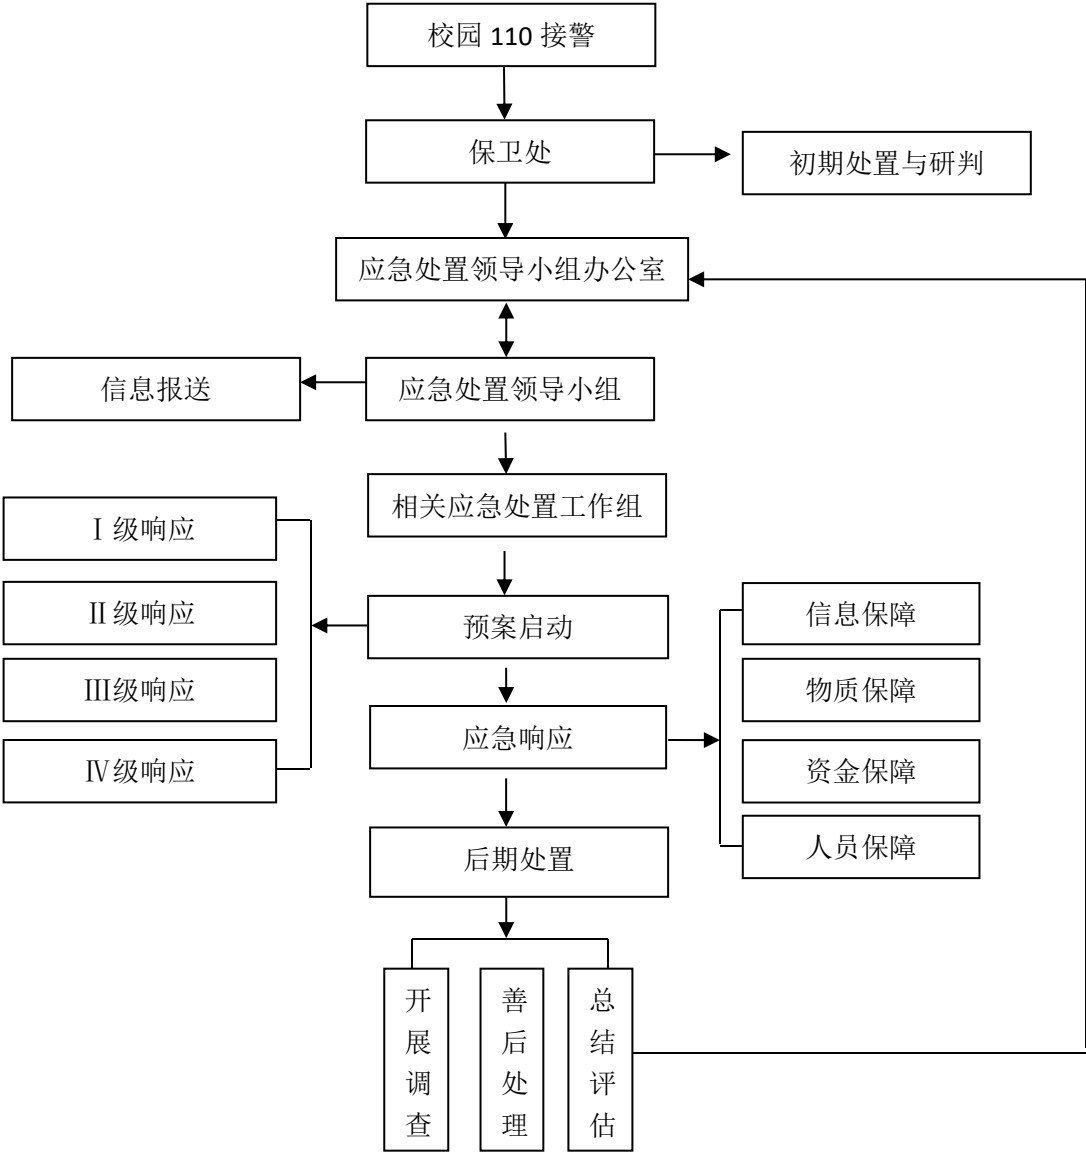 校园 110 接警
保卫处
初期处置与研判
应急处置领导小组办公室
信息报送
应急处置领导小组
相关应急处置工作组
Ⅰ级响应
Ⅱ级响应
Ⅲ级响应
Ⅳ级响应
预案启动
信息保障
物质保障
资金保障
人员保障
应急响应
后期处置
开展调查
善后处理
总结评估